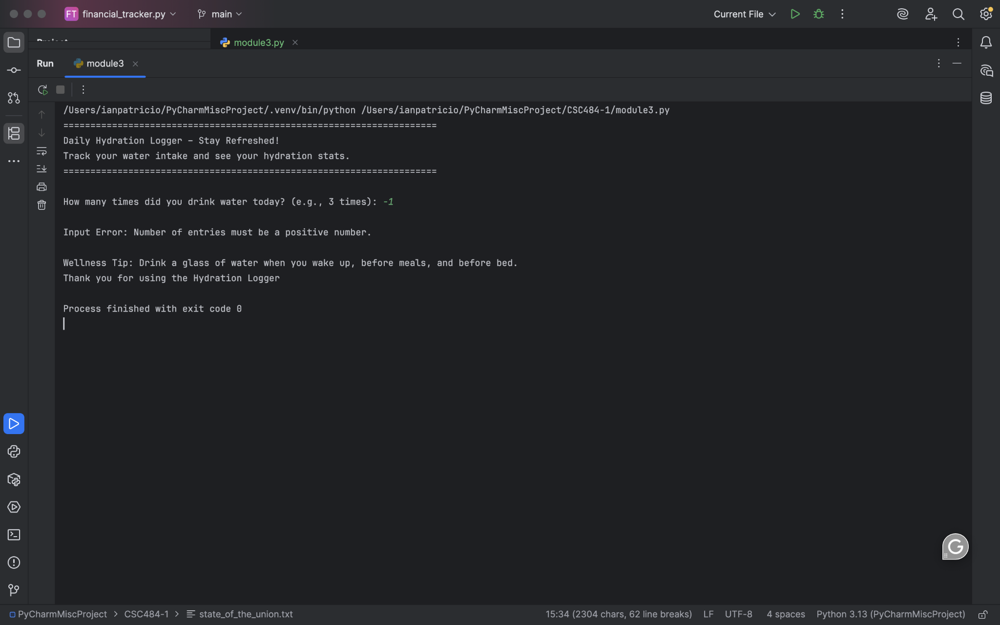 FT financial_tracker.py
main
Current File
Project
module3.py
Run
module3
/Users/ianpatricio/PyCharmMiscProject/.venv/bin/python /Users/ianpatricio/PyCharmMiscProject/CSC484-1/module3.py
=====================================================================
Daily Hydration Logger – Stay Refreshed!
Track your water intake and see your hydration stats.
=====================================================================
How many times did you drink water today? (e.g., 3 times): -1
Input Error: Number of entries must be a positive number.
Wellness Tip: Drink a glass of water when you wake up, before meals, and before bed.
Thank you for using the Hydration Logger
Process finished with exit code 0
G
PyCharmMiscProject > CSC484-1 > state_of_the_union.txt
15:34 (2304 chars, 62 line breaks) LF UTF-8 4 spaces Python 3.13 (PyCharmMiscProject)